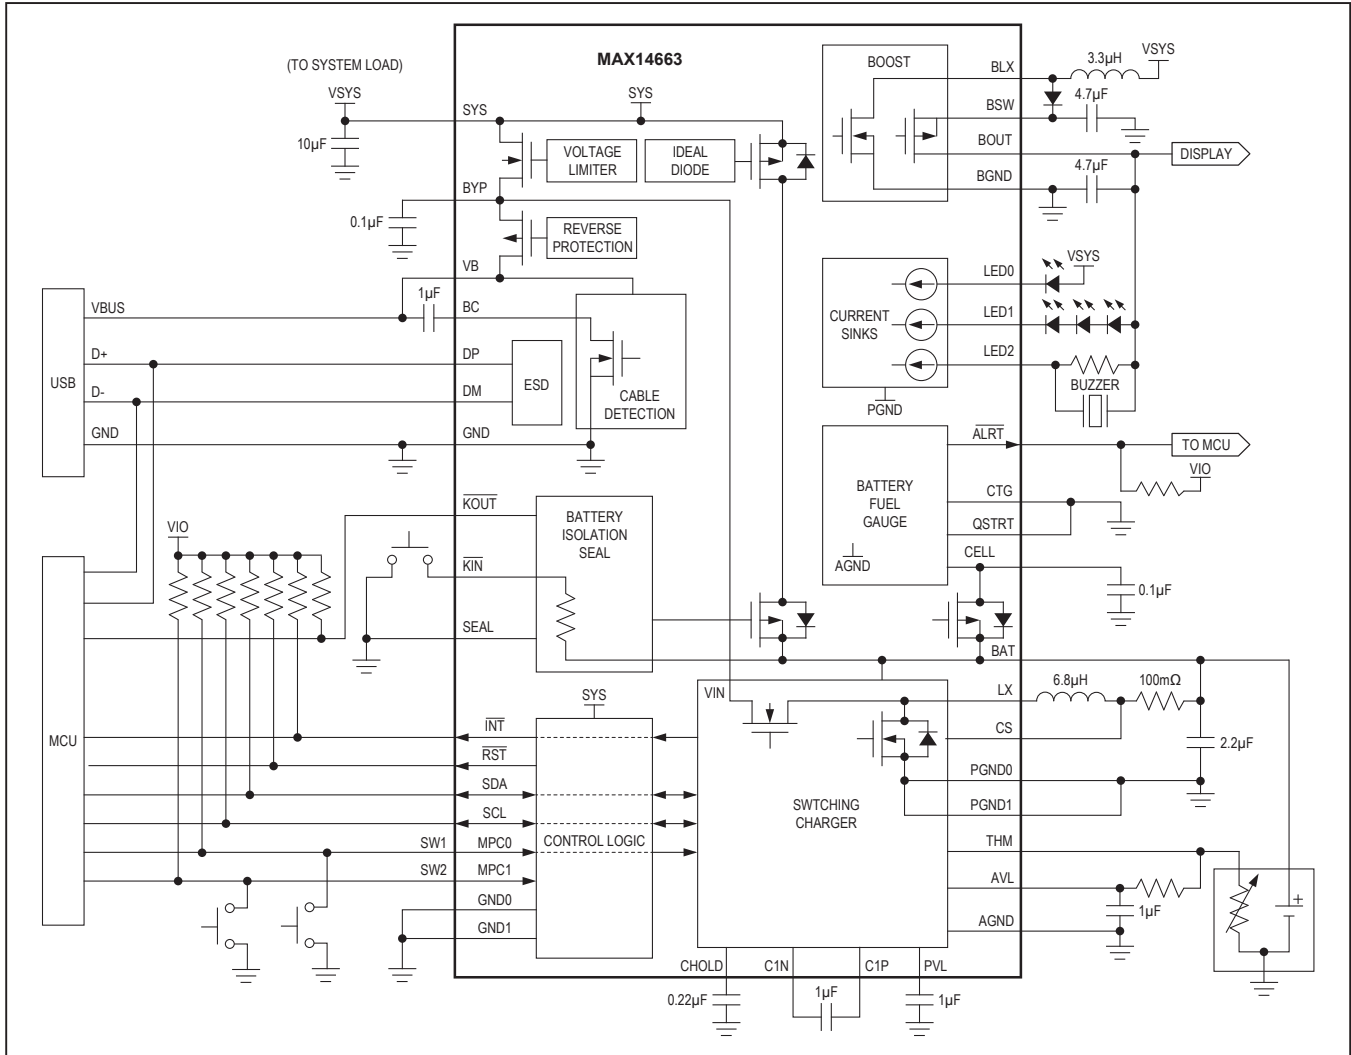 MAX14663
(TO SYSTEM LOAD)
VSYS
10µF
SYS
SYS
VOLTAGE
LIMITER
IDEAL
DIODE
BYP
0.1µF
REVERSE
PROTECTION
VB
BOOST
BLX
3.3µH
VSYS
BSW
4.7µF
BOUT
DISPLAY
BGND
4.7µF
USB
VBUS
1µF
BC
D+
DP
D-
DM
ESD
CABLE
DETECTION
GND
GND
CURRENT
SINKS
PGND
LED0
VSYS
LED1
LED2
BUZZER
ALRT
TO MCU
VIO
BATTERY
FUEL
GAUGE
AGND
CTG
QSTRT
CELL
0.1µF
KOUT
BATTERY
ISOLATION
SEAL
KIN
SEAL
VIO
BAT
MCU
SYS
INT
RST
SDA
SCL
SW1
MPC0
SW2
MPC1
GND0
GND1
CONTROL LOGIC
VIN
SWTCHING
CHARGER
LX
6.8µH
100mΩ
CS
2.2µF
PGND0
PGND1
THM
AVL
1µF
AGND
+
CHOLD
C1N
C1P
PVL
0.22µF
1µF
1µF